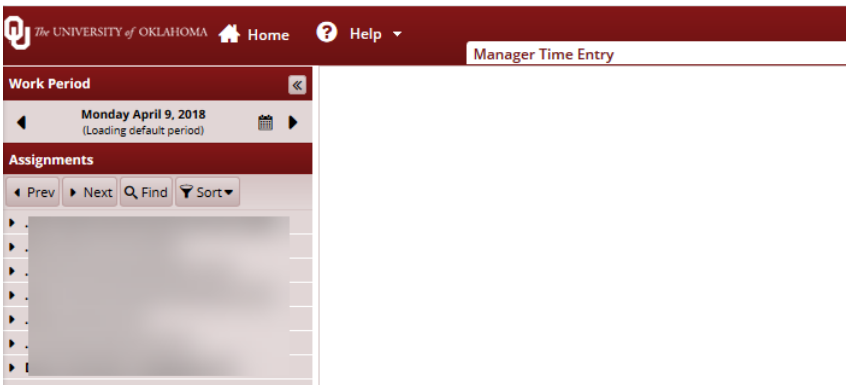 The UNIVERSITY of OKLAHOMA Home Help
Manager Time Entry
Work Period
Monday April 9, 2018
(Loading default period)
Assignments
Prev Next Find Sort